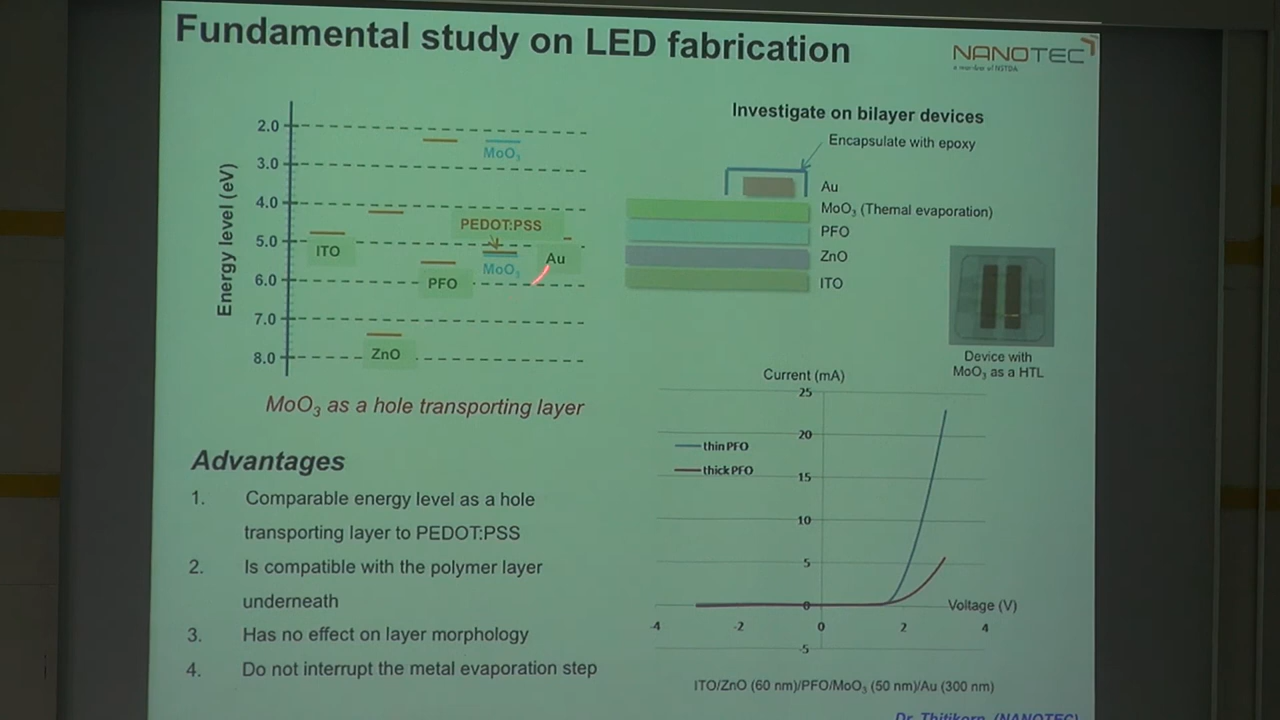 Fundamental study on LED fabrication
NANOTEC
a member of NSTDA
Energy level (eV)
2.0
3.0
4.0
5.0
6.0
7.0
8.0
MoO₃
PEDOT:PSS
ITO
Au
MoO₃
PFO
ZnO
MoO₃ as a hole transporting layer
Investigate on bilayer devices
Encapsulate with epoxy
Au
MoO₃ (Themal evaporation)
PFO
ZnO
ITO
Device with
MoO₃ as a HTL
Advantages
1. Comparable energy level as a hole
transporting layer to PEDOT:PSS
2. Is compatible with the polymer layer
underneath
3. Has no effect on layer morphology
4. Do not interrupt the metal evaporation step
Current (mA)
25
20
15
10
5
0
-5
thin PFO
thick PFO
Voltage (V)
-4 -2 0 2 4
ITO/ZnO (60 nm)/PFO/MoO₃ (50 nm)/Au (300 nm)
Dr. Thitikorn (NANOTEC)